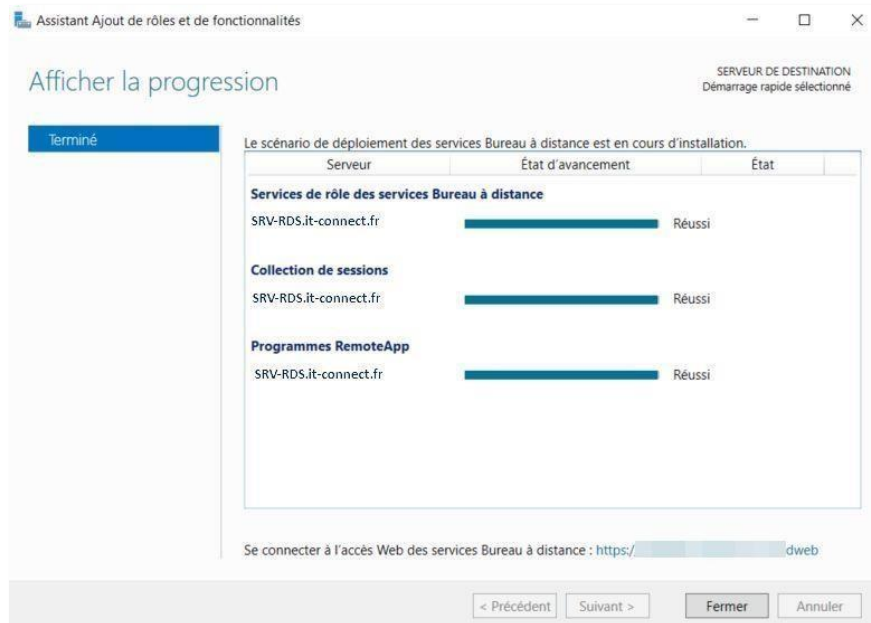 Assistant Ajout de rôles et de fonctionnalités
Afficher la progression
SERVEUR DE DESTINATION
Démarrage rapide sélectionné
Terminé
Le scénario de déploiement des services Bureau à distance est en cours d'installation.
Serveur État d'avancement État
Services de rôle des services Bureau à distance
SRV-RDS.it-connect.fr Réussi
Collection de sessions
SRV-RDS.it-connect.fr Réussi
Programmes RemoteApp
SRV-RDS.it-connect.fr Réussi
Se connecter à l'accès Web des services Bureau à distance : https:/ dweb
< Précédent Suivant > Fermer Annuler